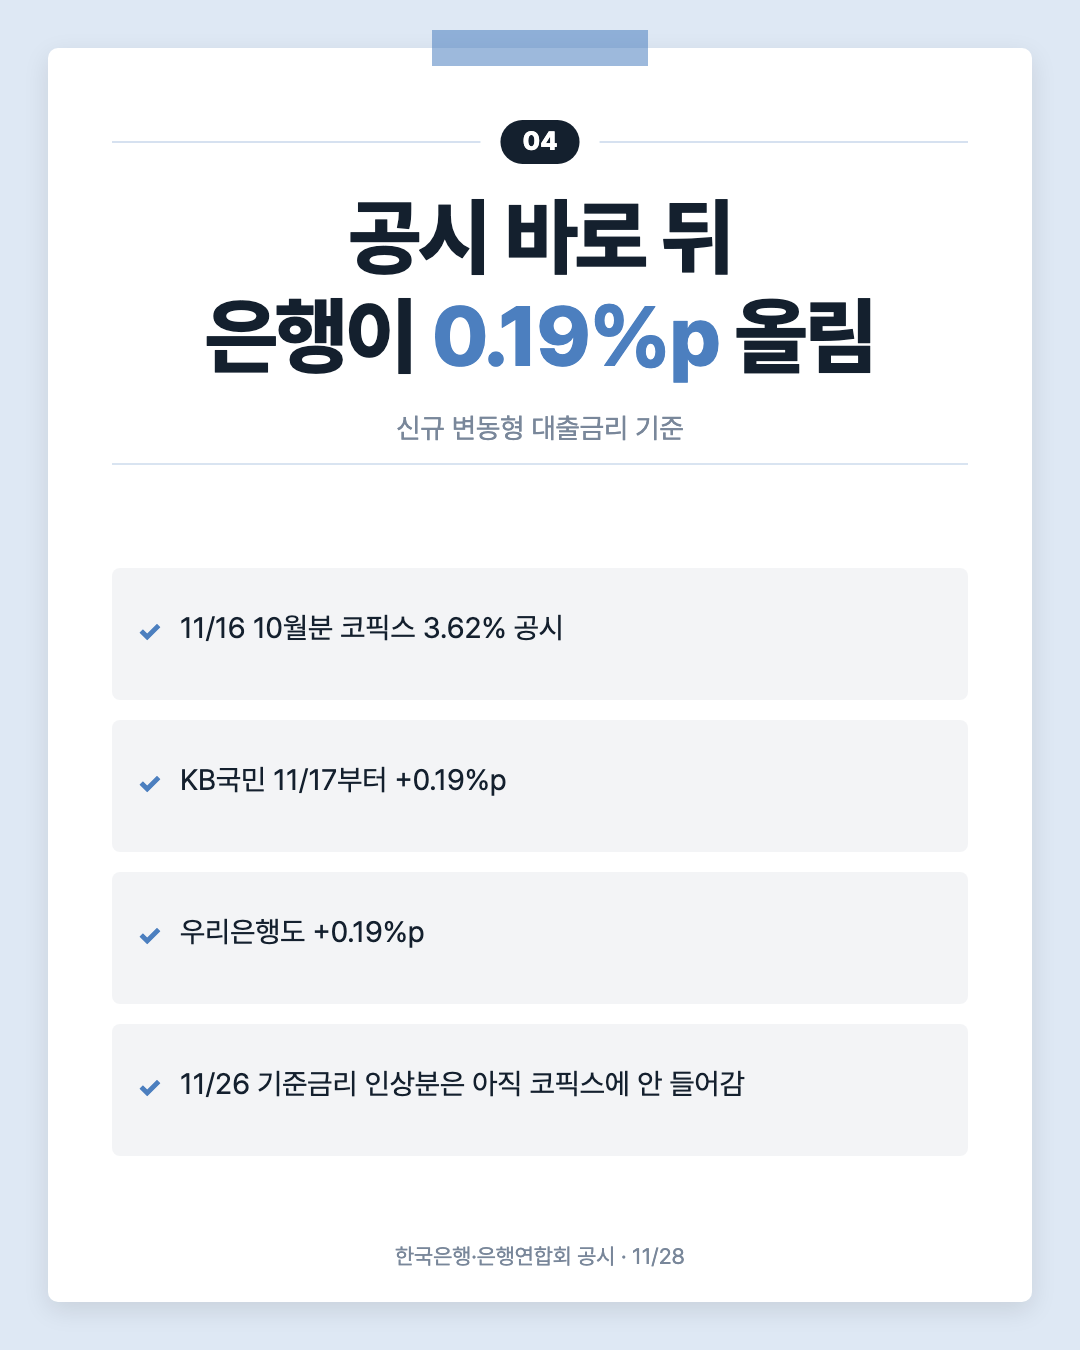 04
공시 바로 뒤
은행이 0.19%p 올림
신규 변동형 대출금리 기준
11/16 10월분 코픽스 3.62% 공시
KB국민 11/17부터 +0.19%p
우리은행도 +0.19%p
11/26 기준금리 인상분은 아직 코픽스에 안 들어감
한국은행·은행연합회 공시 · 11/28